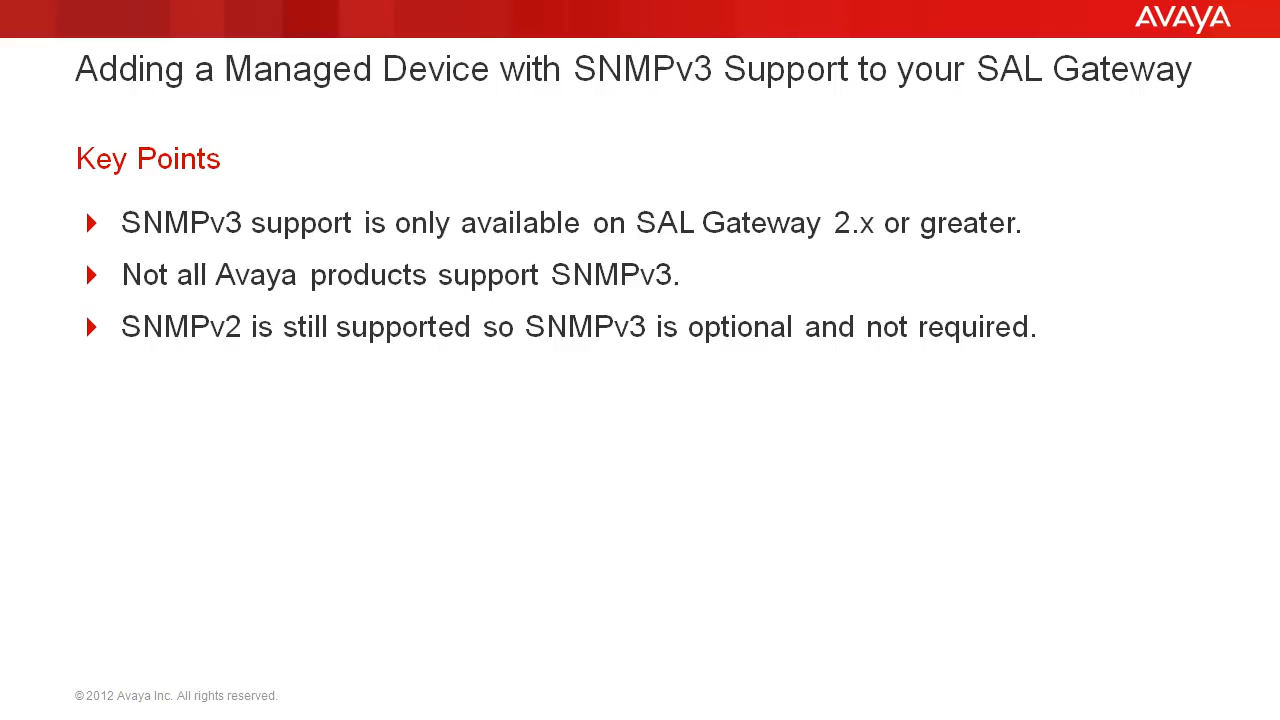 AVAYA
Adding a Managed Device with SNMPv3 Support to your SAL Gateway
Key Points
SNMPv3 support is only available on SAL Gateway 2.x or greater.
Not all Avaya products support SNMPv3.
SNMPv2 is still supported so SNMPv3 is optional and not required.
© 2012 Avaya Inc. All rights reserved.